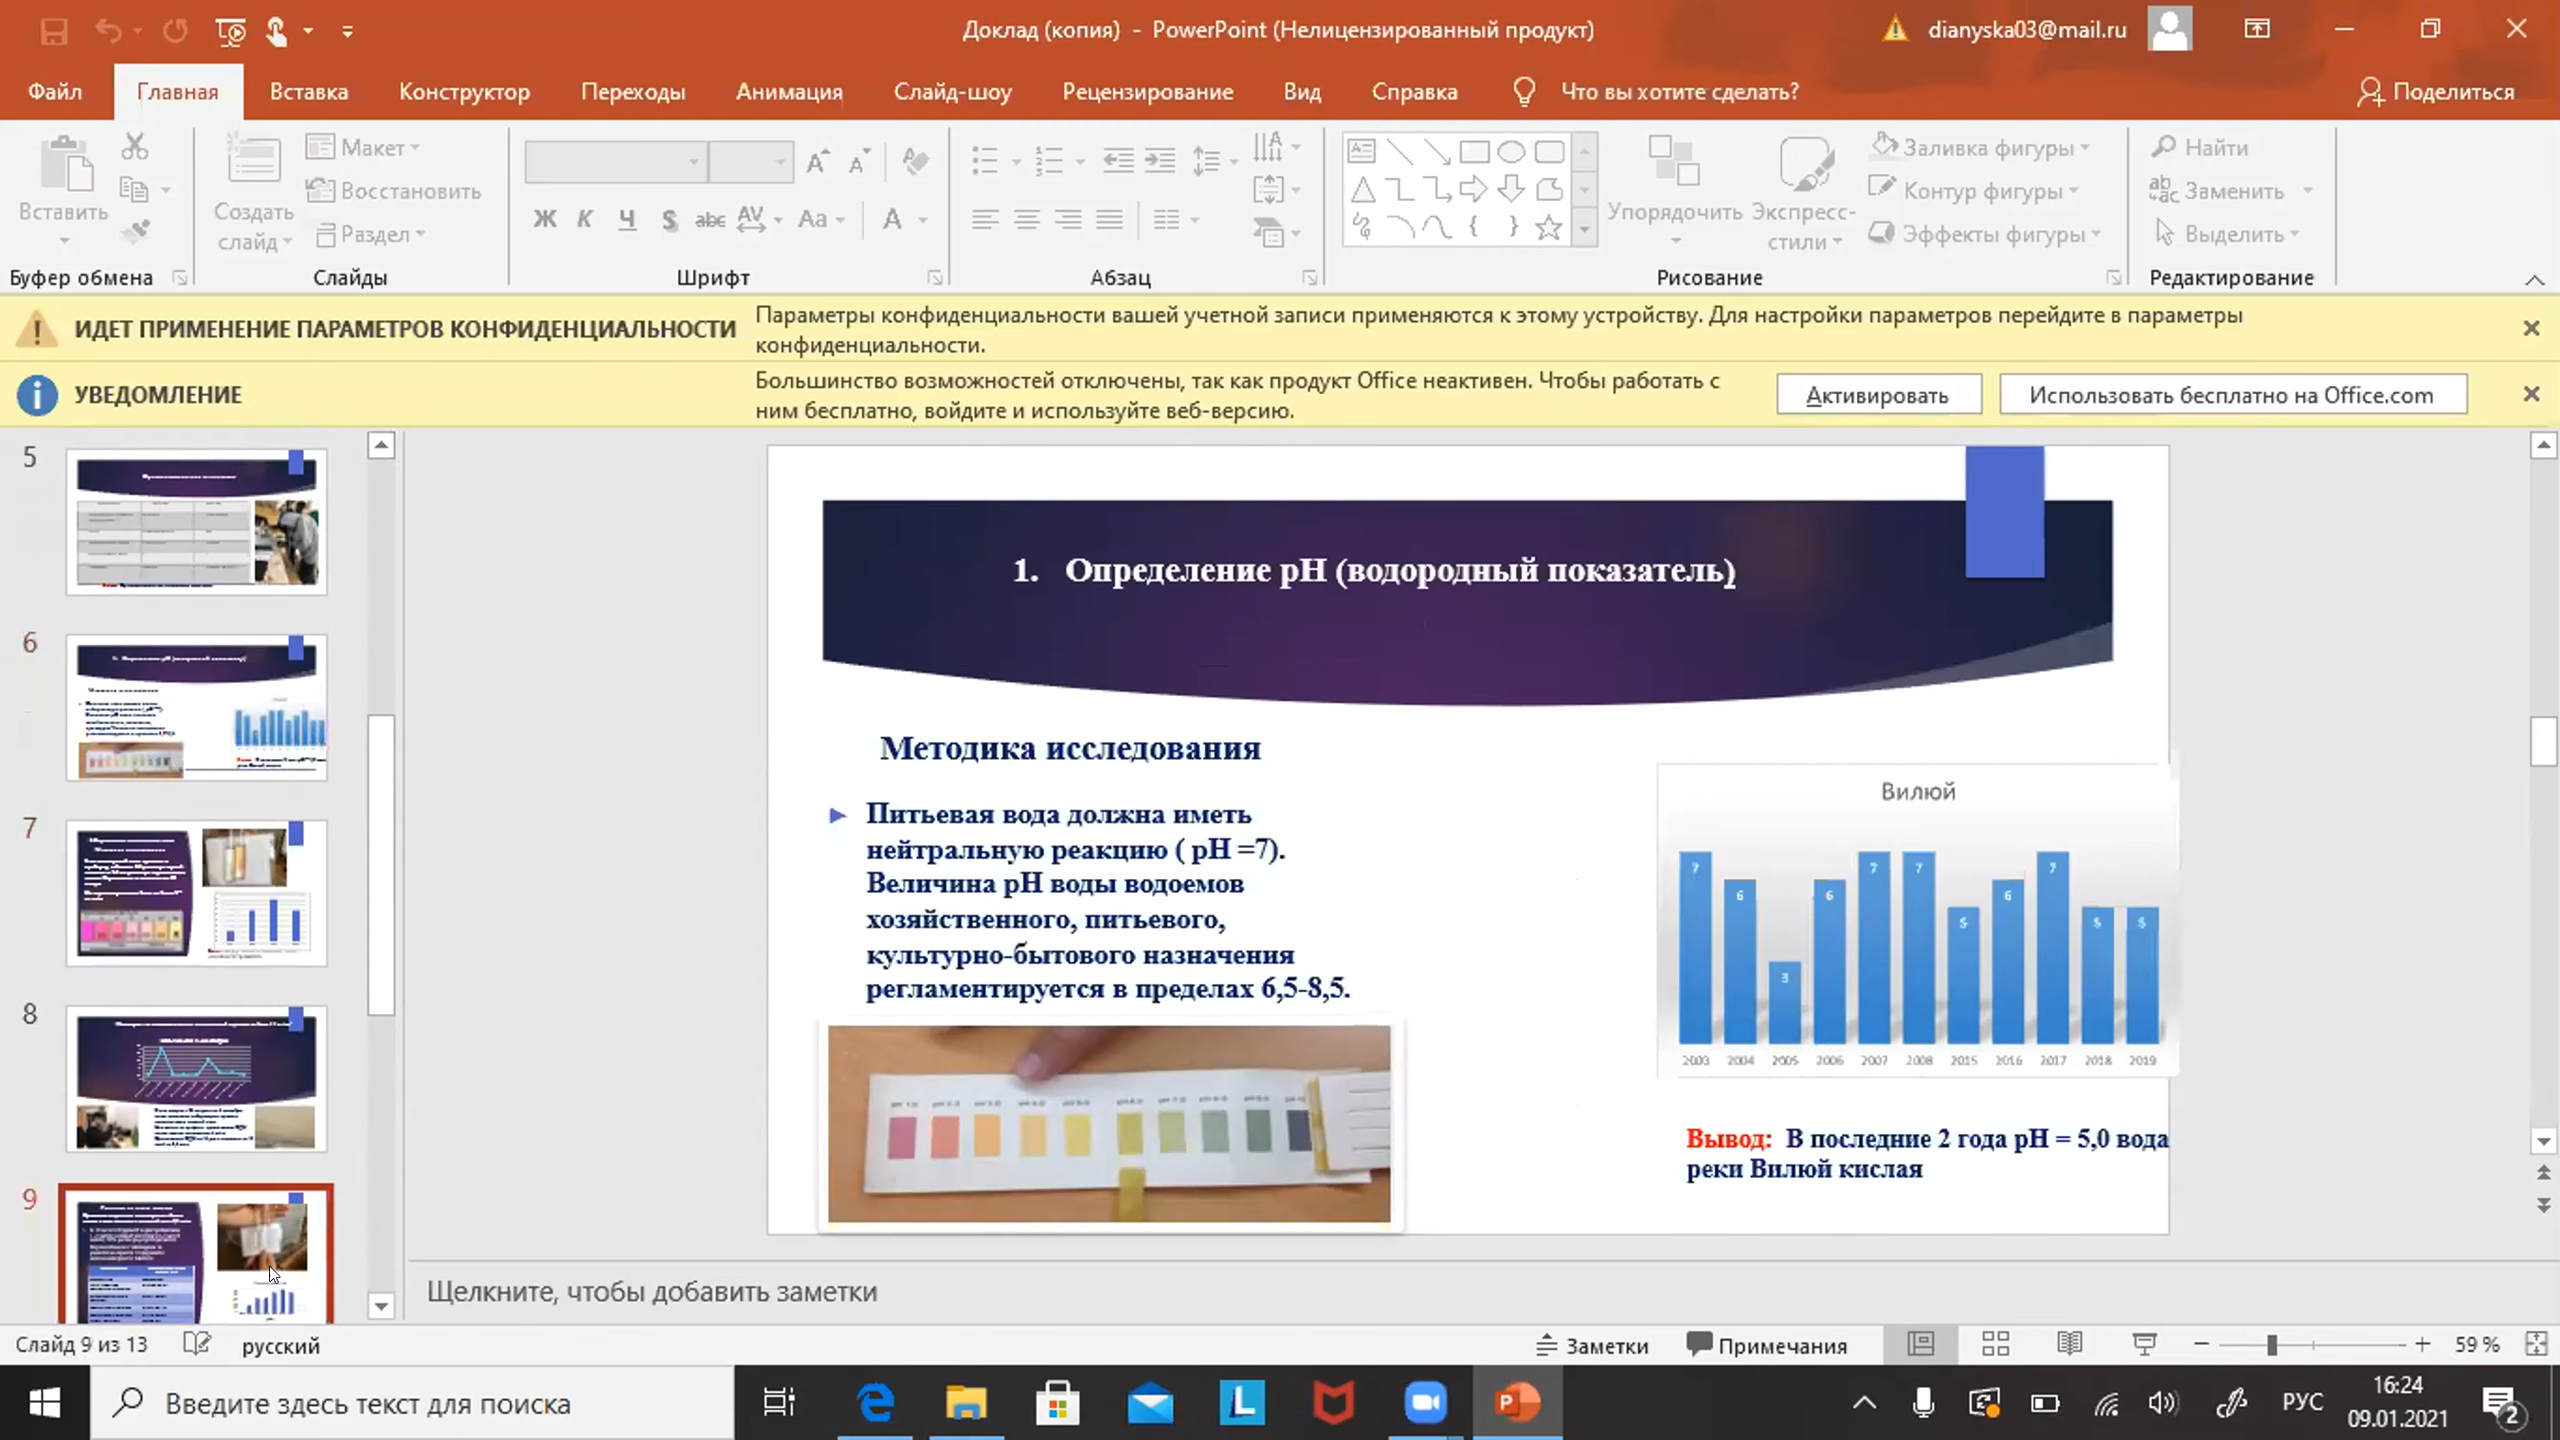 Доклад (копия) - PowerPoint (Нелицензированный продукт)
dianyska03@mail.ru
Файл
Главная
Вставка
Конструктор
Переходы
Анимация
Слайд-шоу
Рецензирование
Вид
Справка
Что вы хотите сделать?
Поделиться
Вставить
Создать слайд
Макет
Восстановить
Раздел
Ж К Ч S abc AV Aa А
Упорядочить
Экспресс-стили
Заливка фигуры
Контур фигуры
Эффекты фигуры
Найти
Заменить
Выделить
Буфер обмена
Слайды
Шрифт
Абзац
Рисование
Редактирование
ИДЕТ ПРИМЕНЕНИЕ ПАРАМЕТРОВ КОНФИДЕНЦИАЛЬНОСТИ
Параметры конфиденциальности вашей учетной записи применяются к этому устройству. Для настройки параметров перейдите в параметры
конфиденциальности.
УВЕДОМЛЕНИЕ
Большинство возможностей отключены, так как продукт Office неактивен. Чтобы работать с
ним бесплатно, войдите и используйте веб-версию.
Активировать
Использовать бесплатно на Office.com
5
6
7
8
9
1. Определение pH (водородный показатель)
Методика исследования
Питьевая вода должна иметь
нейтральную реакцию ( pH =7).
Величина pH воды водоемов
хозяйственного, питьевого,
культурно-бытового назначения
регламентируется в пределах 6,5-8,5.
Вилюй
7 6 3 6 7 7 5 6 7 5 5
2003 2004 2005 2006 2007 2008 2015 2016 2017 2018 2019
Вывод: В последние 2 года pH = 5,0 вода
реки Вилюй кислая
Щелкните, чтобы добавить заметки
Слайд 9 из 13
русский
Заметки
Примечания
59 %
Введите здесь текст для поиска
РУС
16:24
09.01.2021
2